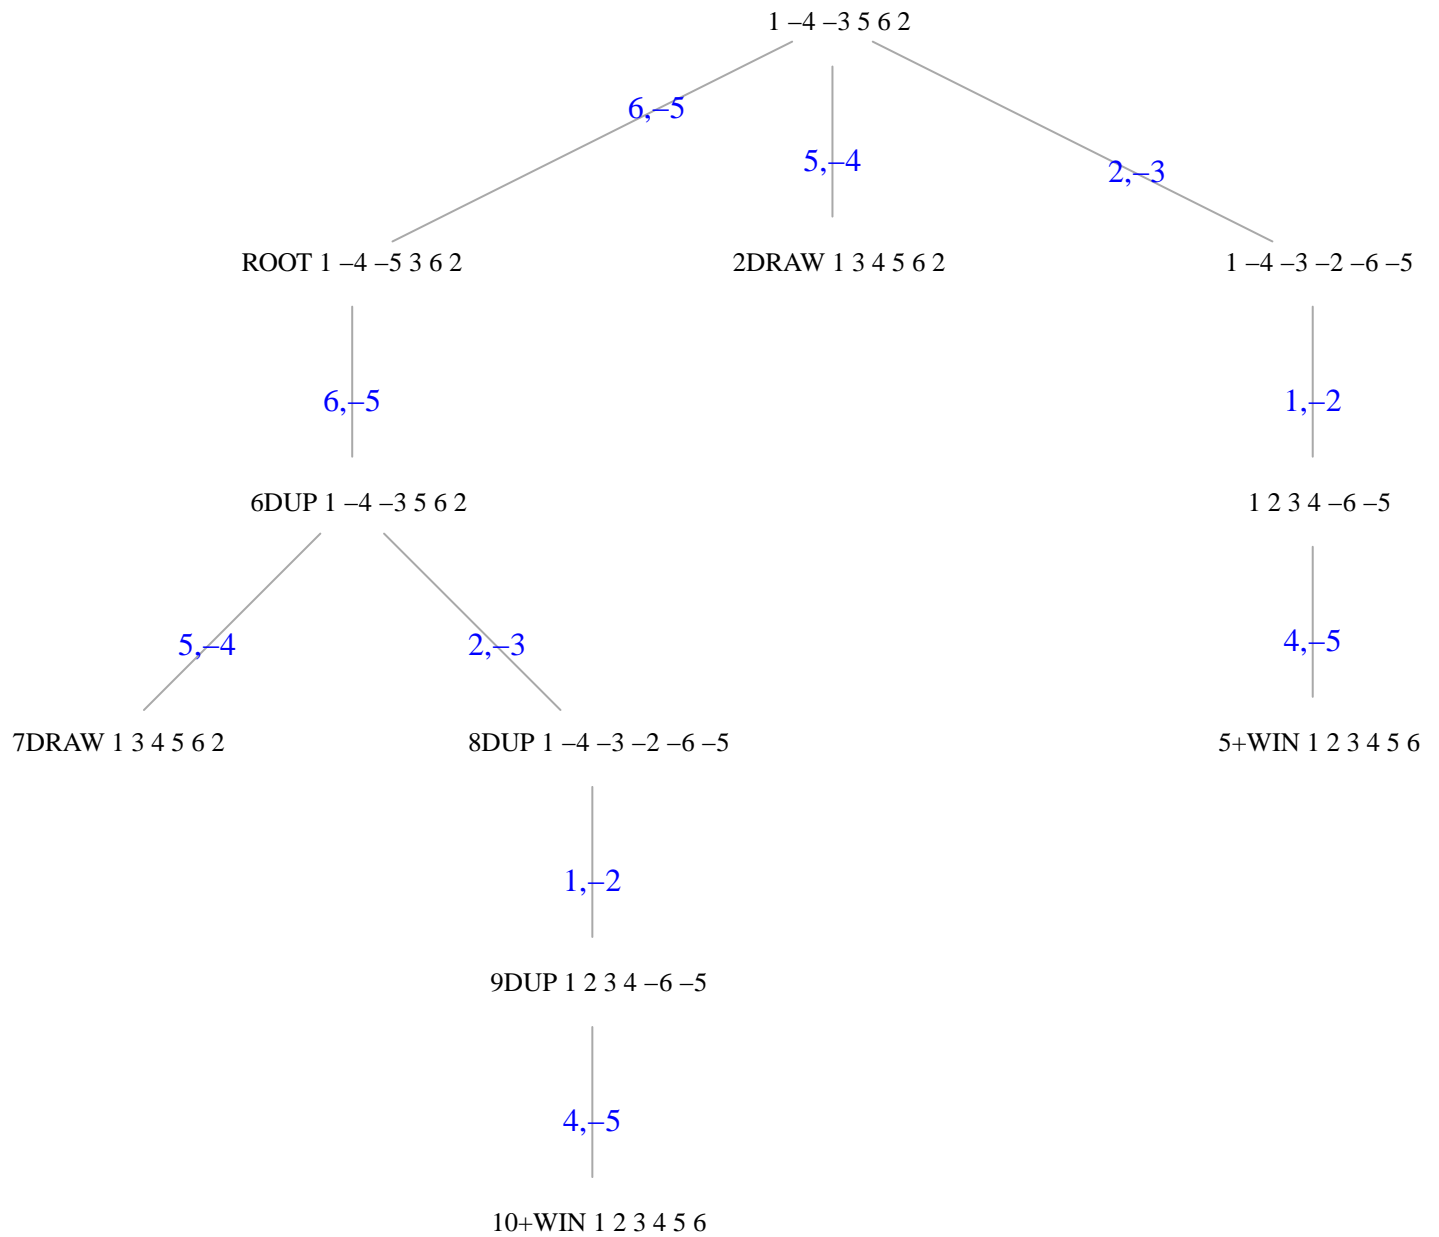 1 –4 –3 5 6 2
6,–5
5,–4
2,–3
ROOT 1 –4 –5 3 6 2
2DRAW 1 3 4 5 6 2
1 –4 –3 –2 –6 –5
6,–5
1,–2
6DUP 1 –4 –3 5 6 2
1 2 3 4 –6 –5
5,–4
2,–3
4,–5
7DRAW 1 3 4 5 6 2
8DUP 1 –4 –3 –2 –6 –5
5+WIN 1 2 3 4 5 6
1,–2
9DUP 1 2 3 4 –6 –5
4,–5
10+WIN 1 2 3 4 5 6